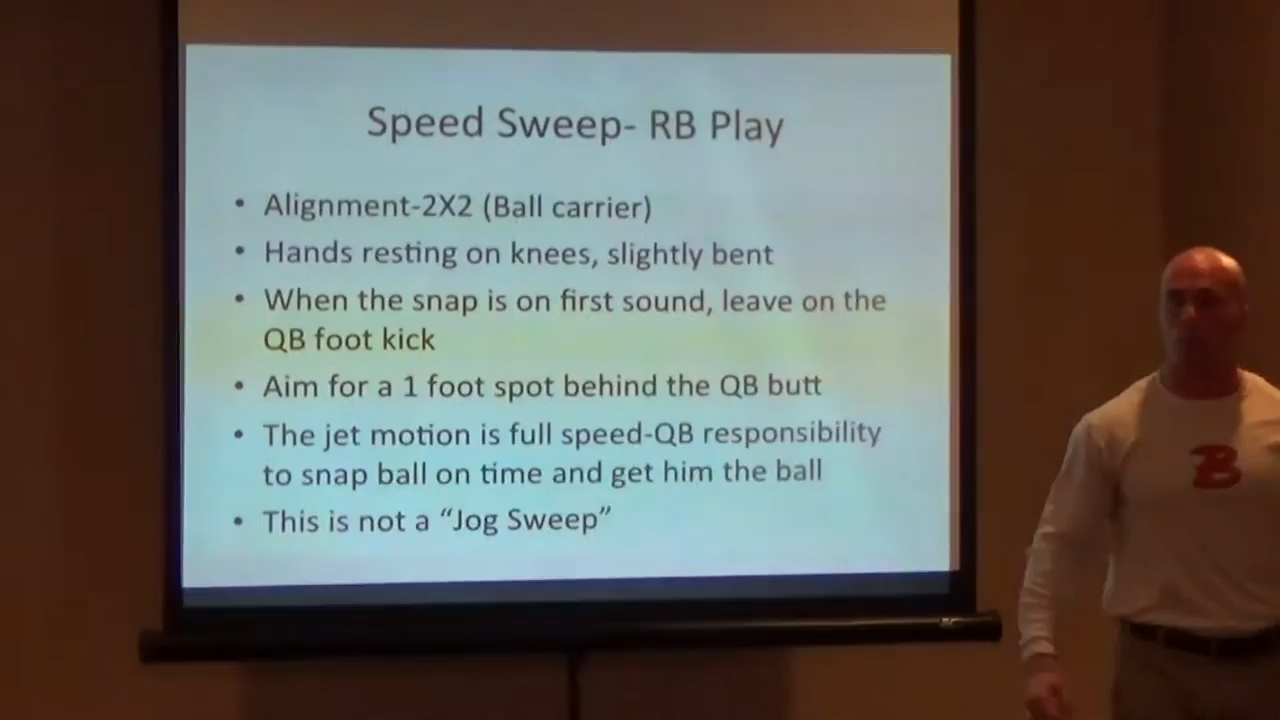 Speed Sweep- RB Play
• Alignment-2X2 (Ball carrier)
• Hands resting on knees, slightly bent
• When the snap is on first sound, leave on the
QB foot kick
• Aim for a 1 foot spot behind the QB butt
• The jet motion is full speed-QB responsibility
to snap ball on time and get him the ball
• This is not a “Jog Sweep”
B